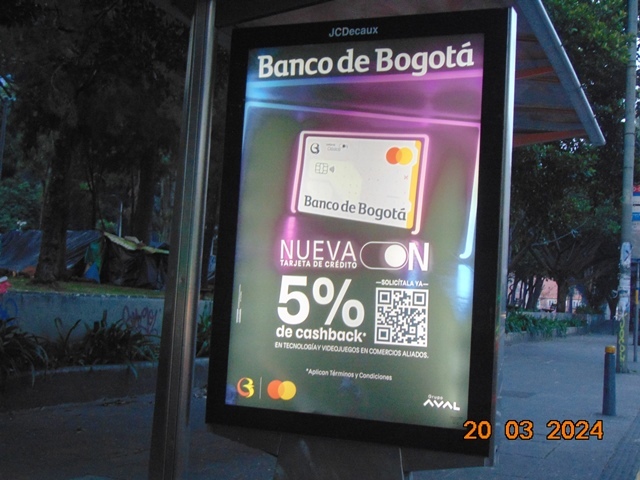 JCDecaux
Banco de Bogotá
Banco de Bogotá
NUEVA ON
TARJETA DE CRÉDITO
SOLICÍTALA YA
5%
de cashback*
EN TECNOLOGÍA Y VIDEOJUEGOS EN COMERCIOS ALIADOS.
*Aplican Términos y Condiciones
Grupo
AVAL
20 03 2024